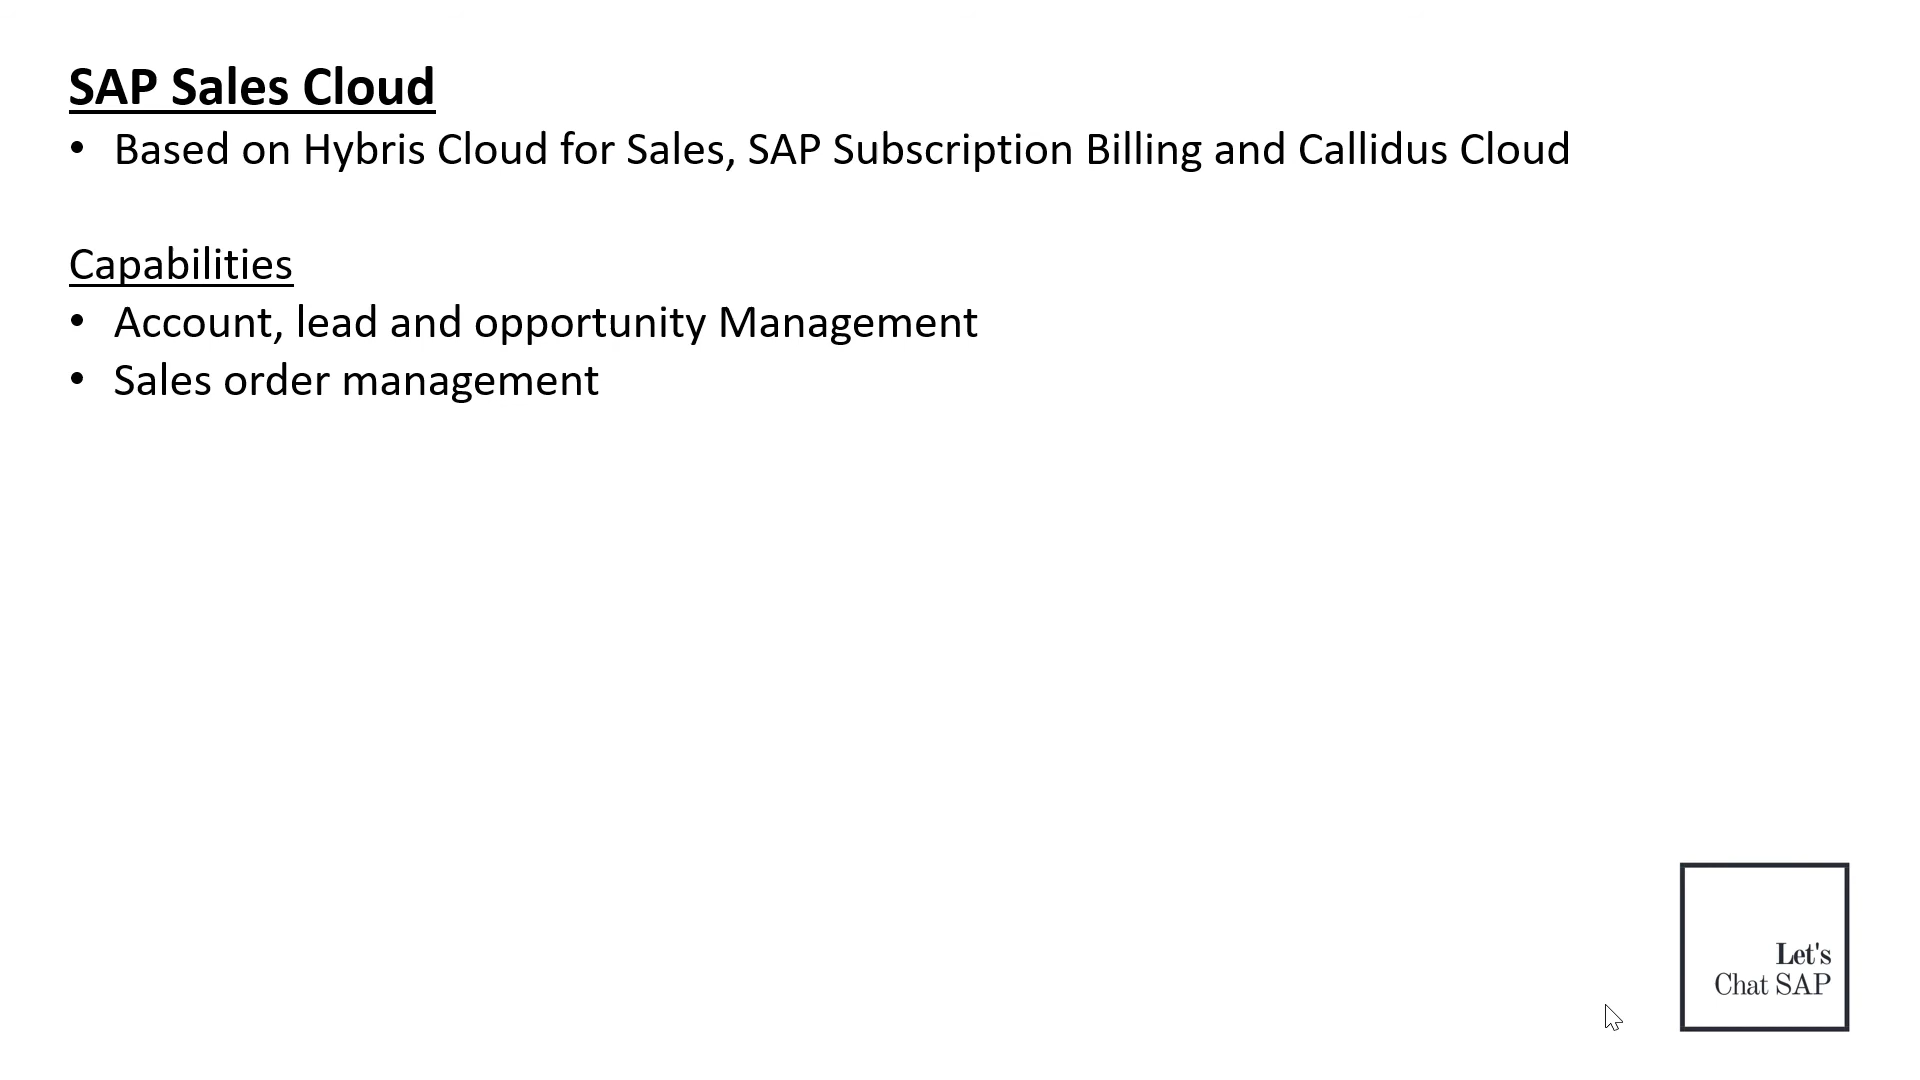 SAP Sales Cloud
• Based on Hybris Cloud for Sales, SAP Subscription Billing and Callidus Cloud
Capabilities
• Account, lead and opportunity Management
• Sales order management
Let's
Chat SAP